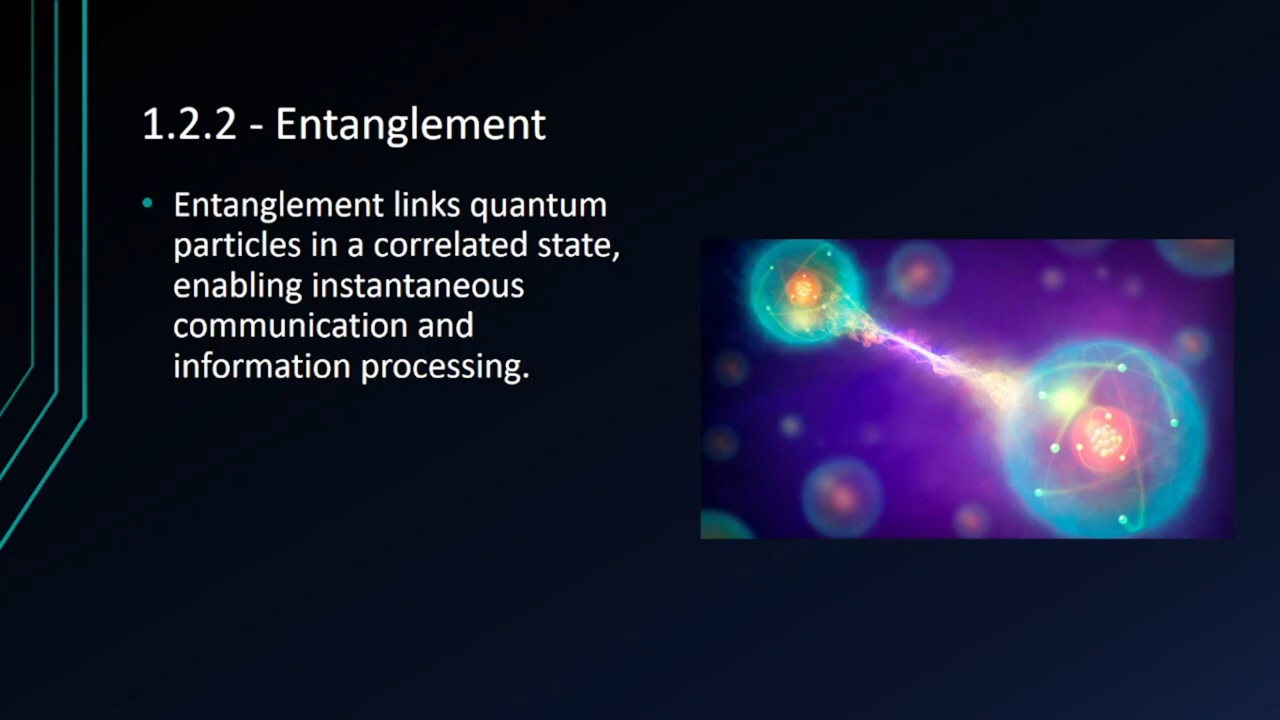 1.2.2 - Entanglement
• Entanglement links quantum
particles in a correlated state,
enabling instantaneous
communication and
information processing.